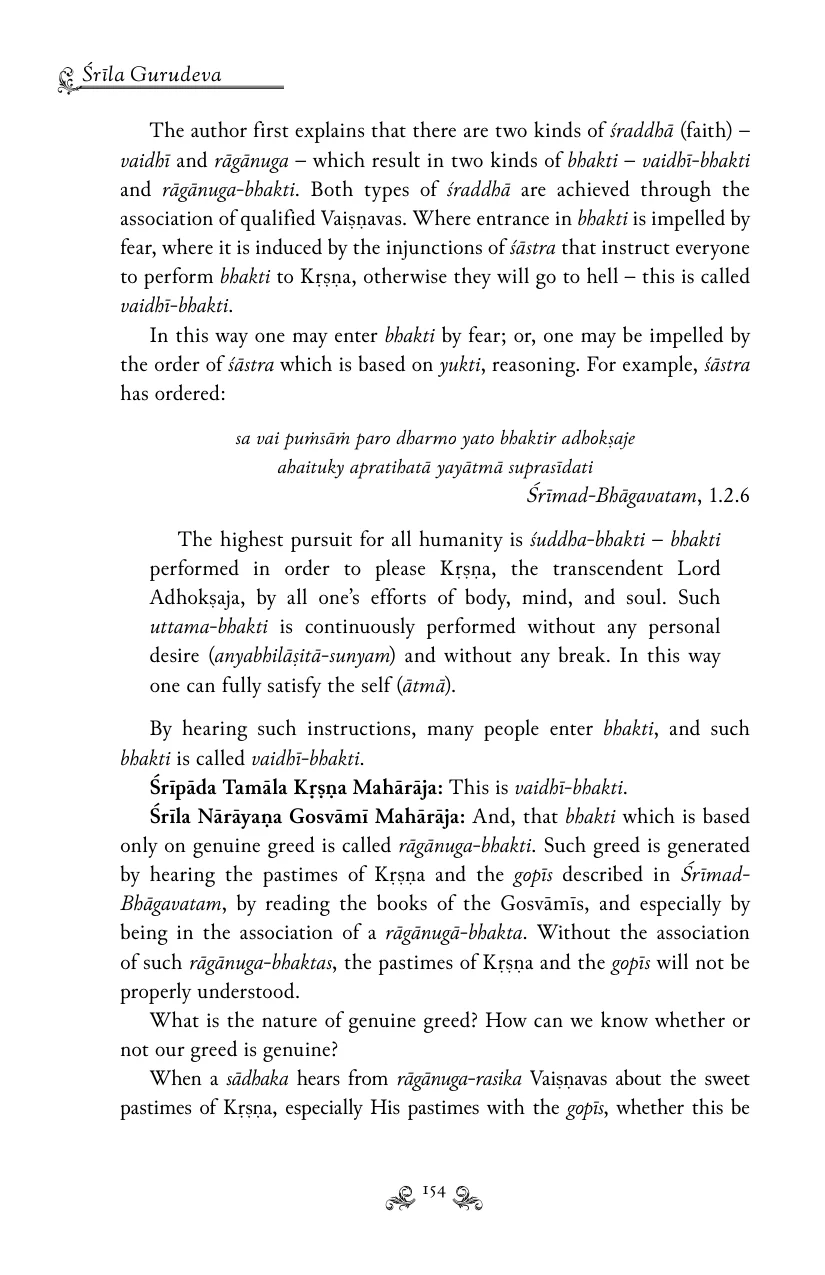 Śrīla Gurudeva
The author first explains that there are two kinds of śraddhā (faith) –
vaidhī and rāgānuga – which result in two kinds of bhakti – vaidhī-bhakti
and rāgānuga-bhakti. Both types of śraddhā are achieved through the
association of qualified Vaiṣṇavas. Where entrance in bhakti is impelled by
fear, where it is induced by the injunctions of śāstra that instruct everyone
to perform bhakti to Kṛṣṇa, otherwise they will go to hell – this is called
vaidhī-bhakti.
In this way one may enter bhakti by fear; or, one may be impelled by
the order of śāstra which is based on yukti, reasoning. For example, śāstra
has ordered:
sa vai puṁsāṁ paro dharmo yato bhaktir adhokṣaje
ahaituky apratihatā yayātmā suprasīdati
Śrīmad-Bhāgavatam, 1.2.6
The highest pursuit for all humanity is śuddha-bhakti – bhakti
performed in order to please Kṛṣṇa, the transcendent Lord
Adhokṣaja, by all one’s efforts of body, mind, and soul. Such
uttama-bhakti is continuously performed without any personal
desire (anyabhilāṣitā-sunyam) and without any break. In this way
one can fully satisfy the self (ātmā).
By hearing such instructions, many people enter bhakti, and such
bhakti is called vaidhī-bhakti.
Śrīpāda Tamāla Kṛṣṇa Mahārāja: This is vaidhī-bhakti.
Śrīla Nārāyaṇa Gosvāmī Mahārāja: And, that bhakti which is based
only on genuine greed is called rāgānuga-bhakti. Such greed is generated
by hearing the pastimes of Kṛṣṇa and the gopīs described in Śrīmad-
Bhāgavatam, by reading the books of the Gosvāmīs, and especially by
being in the association of a rāgānugā-bhakta. Without the association
of such rāgānuga-bhaktas, the pastimes of Kṛṣṇa and the gopīs will not be
properly understood.
What is the nature of genuine greed? How can we know whether or
not our greed is genuine?
When a sādhaka hears from rāgānuga-rasika Vaiṣṇavas about the sweet
pastimes of Kṛṣṇa, especially His pastimes with the gopīs, whether this be
154